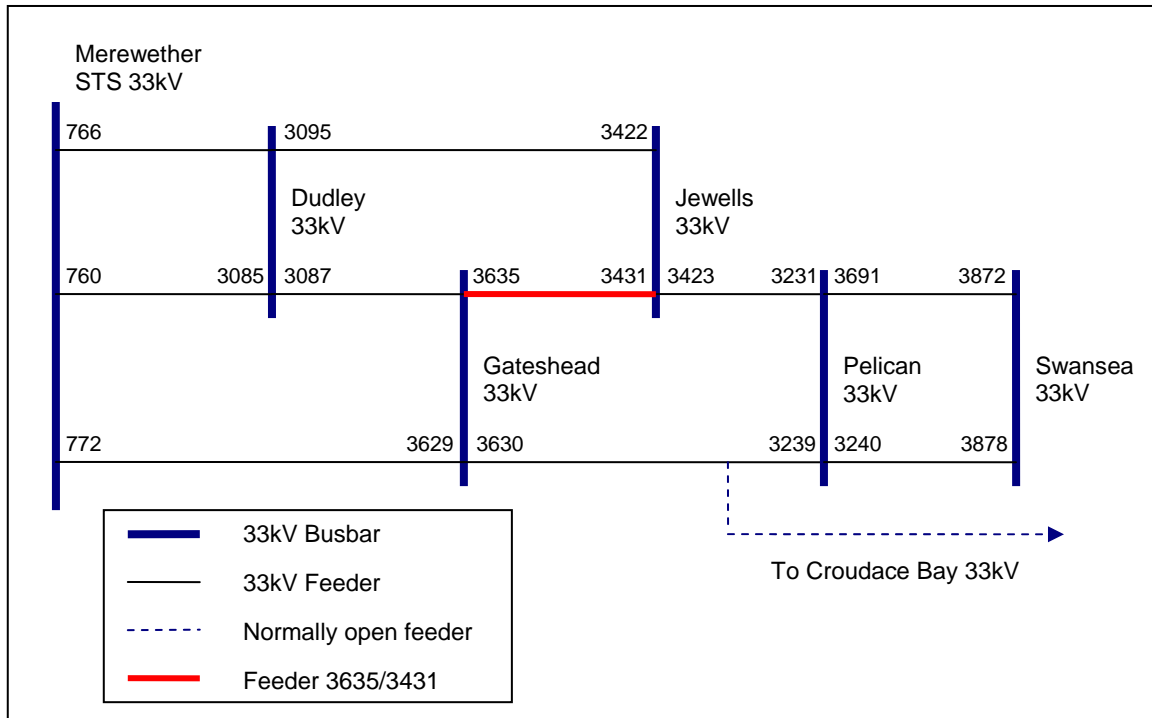 Merewether
STS 33kV
766
3095
3422
Dudley
33kV
Jewells
33kV
760
3085
3087
3635
3431
3423
3231
3691
3872
Gateshead
33kV
Pelican
33kV
Swansea
33kV
772
3629
3630
3239
3240
3878
33kV Busbar
33kV Feeder
Normally open feeder
Feeder 3635/3431
To Croudace Bay 33kV